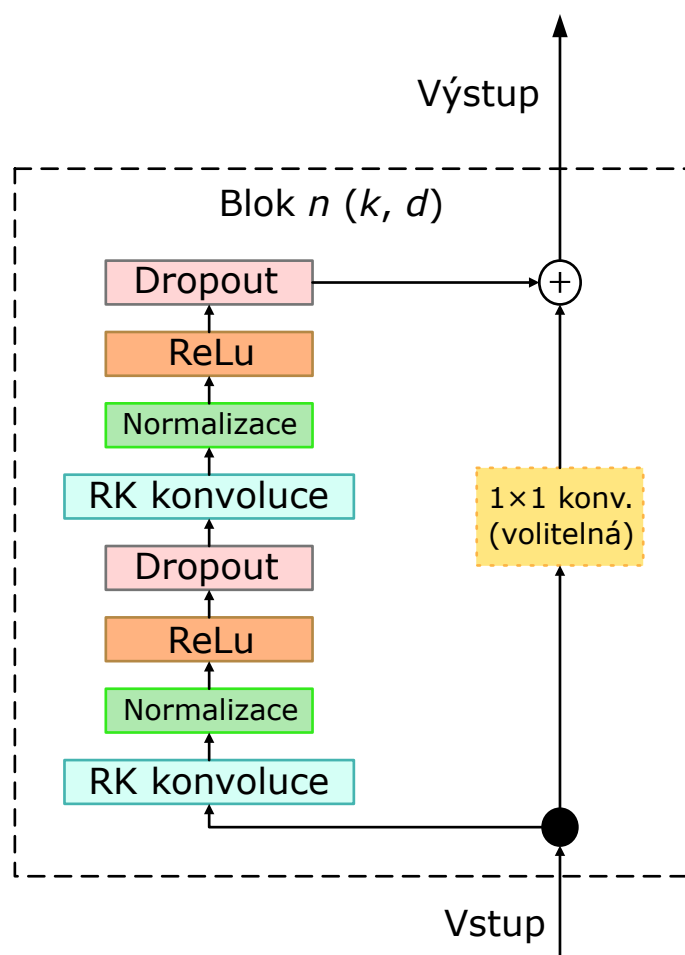 Výstup
Blok n (k, d)
Dropout
+
ReLu
Normalizace
RK konvoluce
1×1 konv.
(volitelná)
Dropout
ReLu
Normalizace
RK konvoluce
Vstup